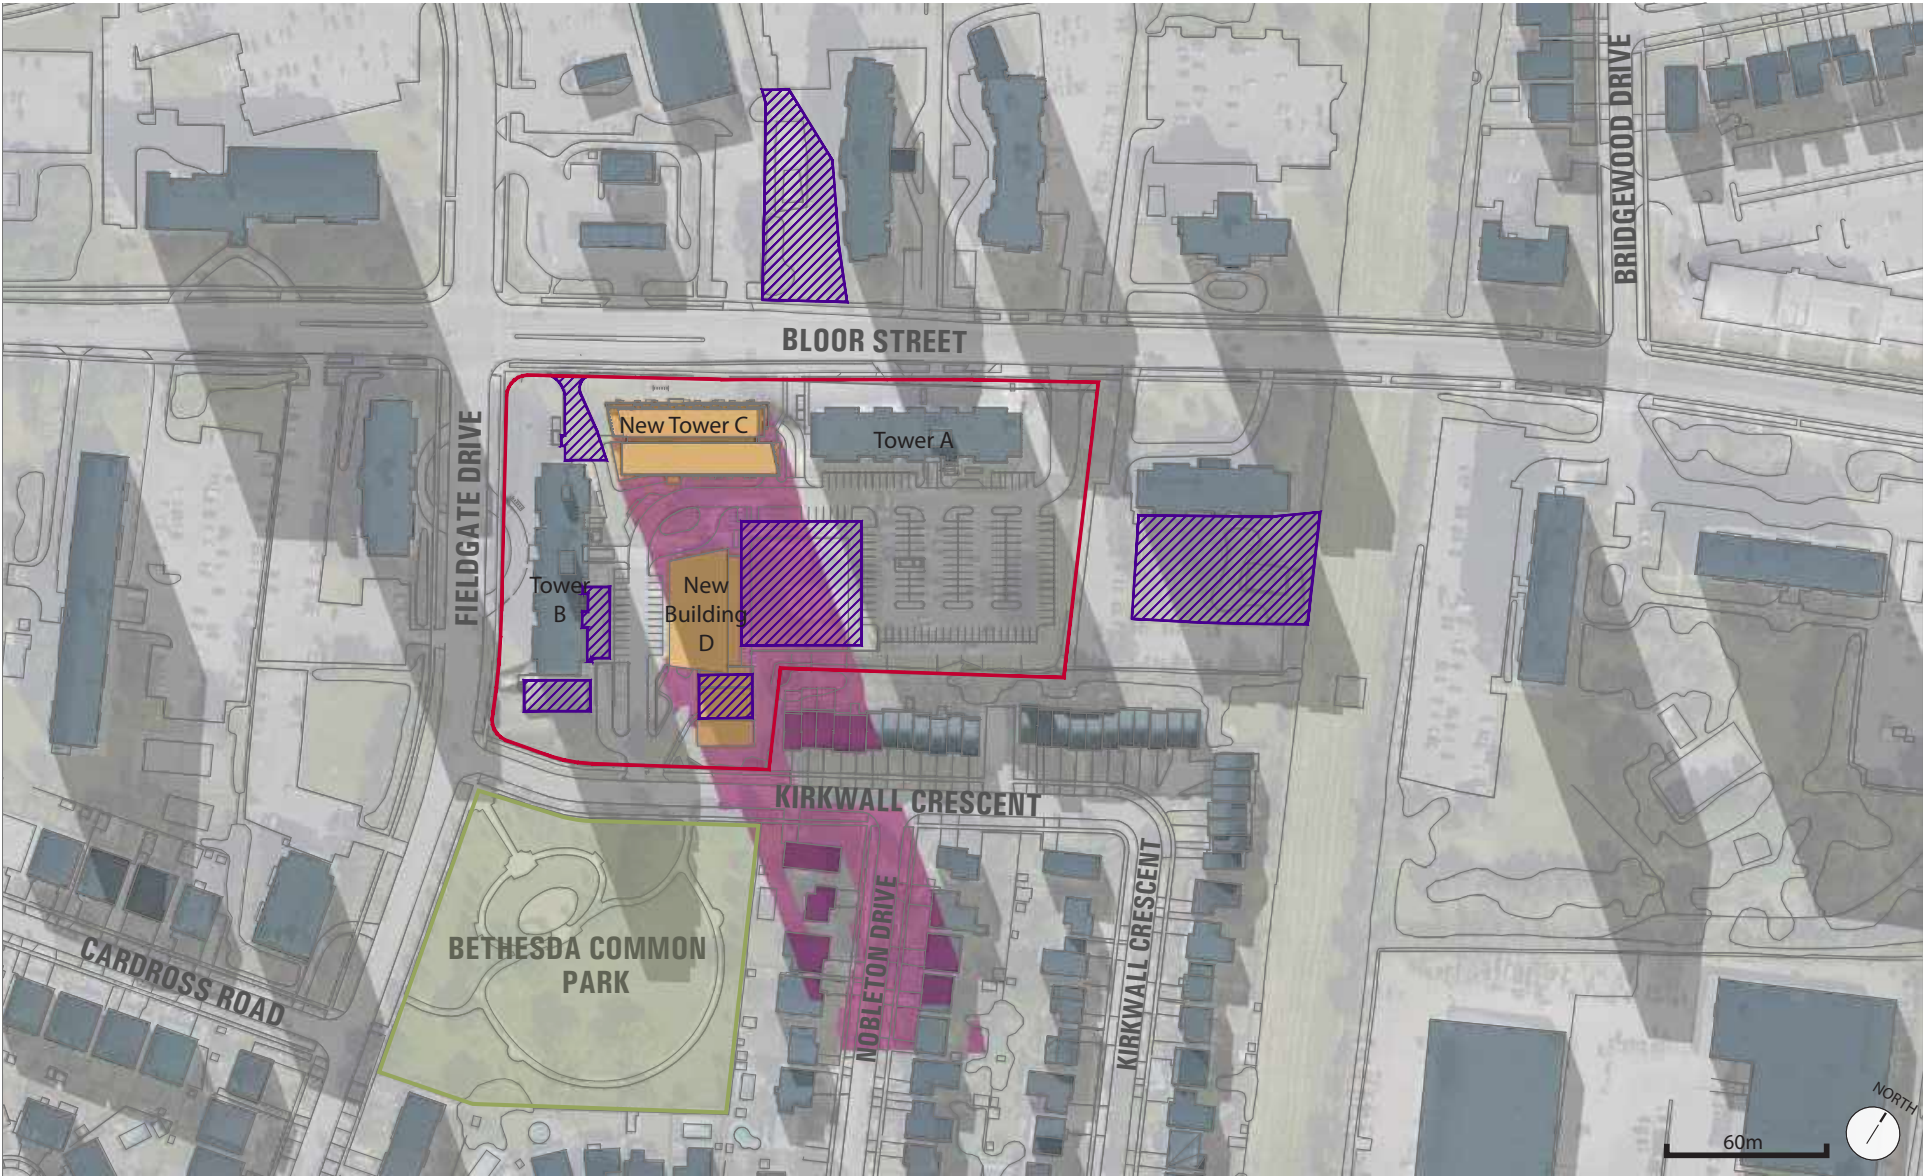 BRIDGEWOOD DRIVE
BLOOR STREET
FIELDGATE DRIVE
New Tower C
Tower A
Tower
B
New
Building
D
KIRKWALL CRESCENT
KIRKWALL CRESCENT
NOBLETON DRIVE
BETHESDA COMMON
PARK
CARDROSS ROAD
NORTH
60m